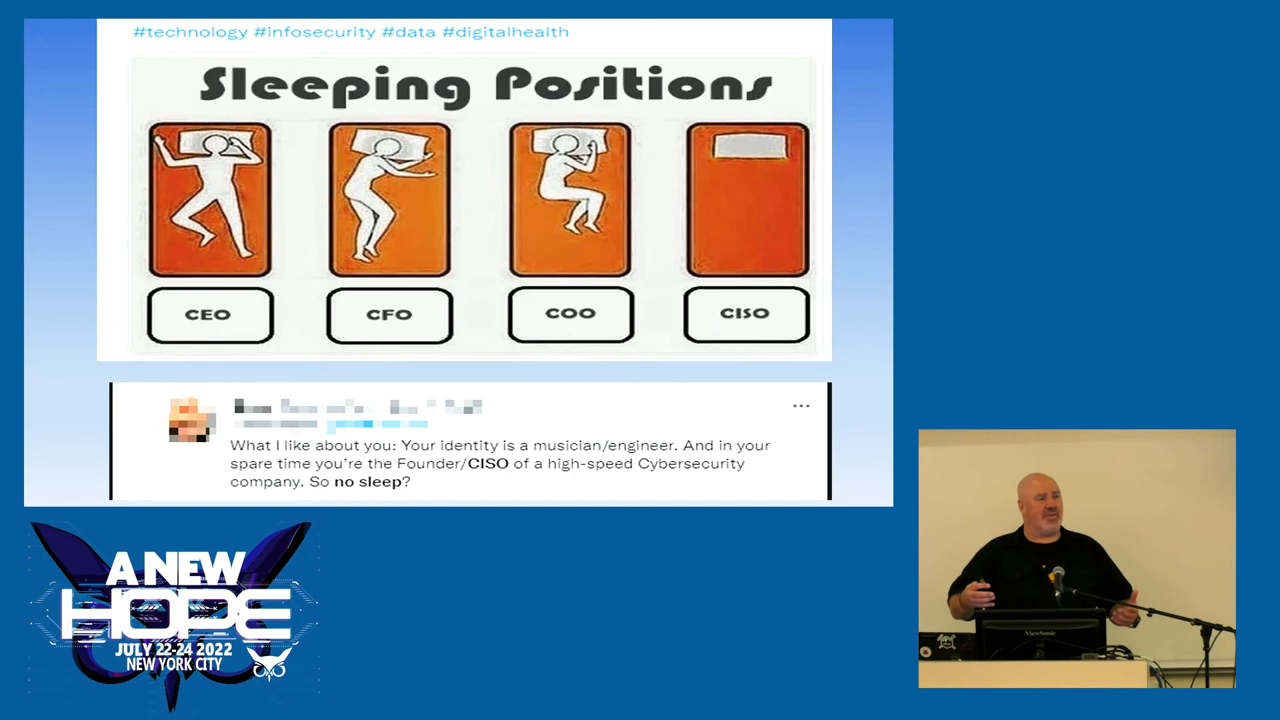 #technology #infosecurity #data #digitalhealth
Sleeping Positions
CEO
CFO
COO
CISO
What I like about you: Your identity is a musician/engineer. And in your
spare time you're the Founder/CISO of a high-speed Cybersecurity
company. So no sleep?
A NEW
HOPE
JULY 22-24 2022
NEW YORK CITY
ViewSonic